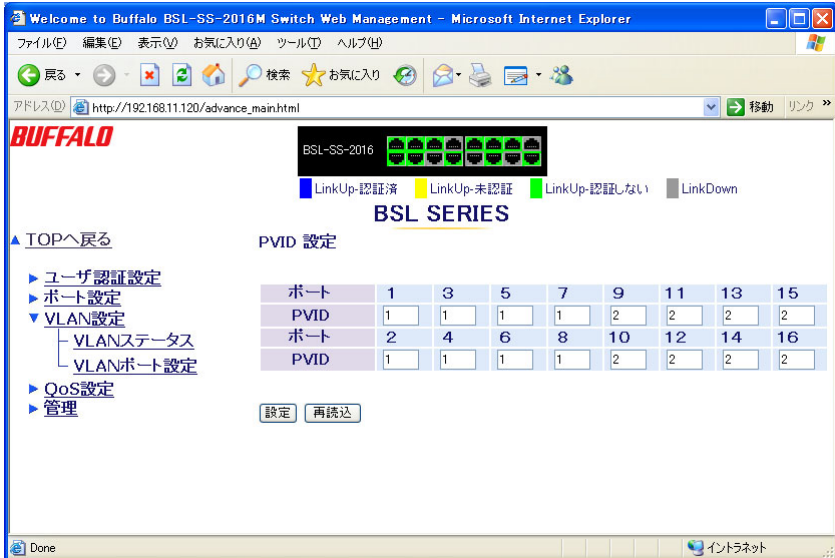 Welcome to Buffalo BSL-SS-2016M Switch Web Management - Microsoft Internet Explorer
ファイル(F) 編集(E) 表示(V) お気に入り(A) ツール(T) ヘルプ(H)
戻る 検索 お気に入り
アドレス(D) http://192.168.11.120/advance_main.html 移動 リンク »
BUFFALO
BSL-SS-2016
LinkUp-認証済 LinkUp-未認証 LinkUp-認証しない LinkDown
BSL SERIES
TOPへ戻る
PVID 設定
ユーザ認証設定
ポート設定
VLAN設定
VLANステータス
VLANポート設定
QoS設定
管理
ポート 1 3 5 7 9 11 13 15
PVID 1 1 1 1 2 2 2 2
ポート 2 4 6 8 10 12 14 16
PVID 1 1 1 1 2 2 2 2
設定 再読込
Done イントラネット